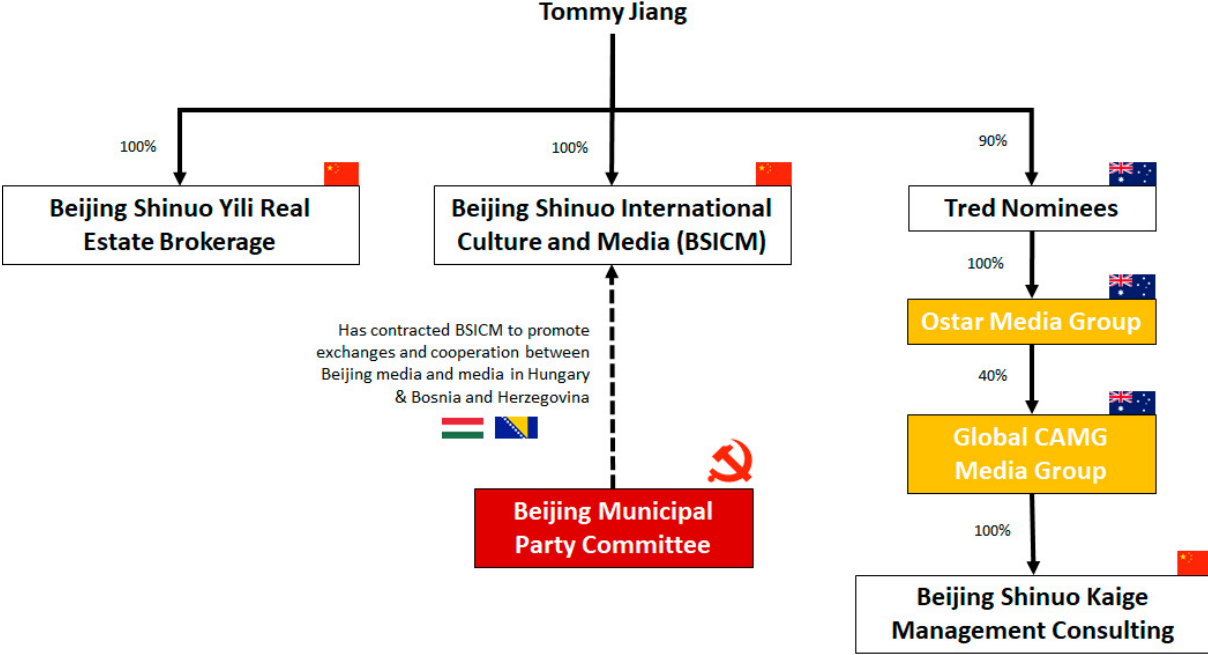 Tommy Jiang
100%
100%
90%
Beijing Shinuo Yili Real
Estate Brokerage
Beijing Shinuo International
Culture and Media (BSICM)
Tred Nominees
100%
Ostar Media Group
Has contracted BSICM to promote
exchanges and cooperation between
Beijing media and media in Hungary
& Bosnia and Herzegovina
40%
Global CAMG
Media Group
Beijing Municipal
Party Committee
100%
Beijing Shinuo Kaige
Management Consulting